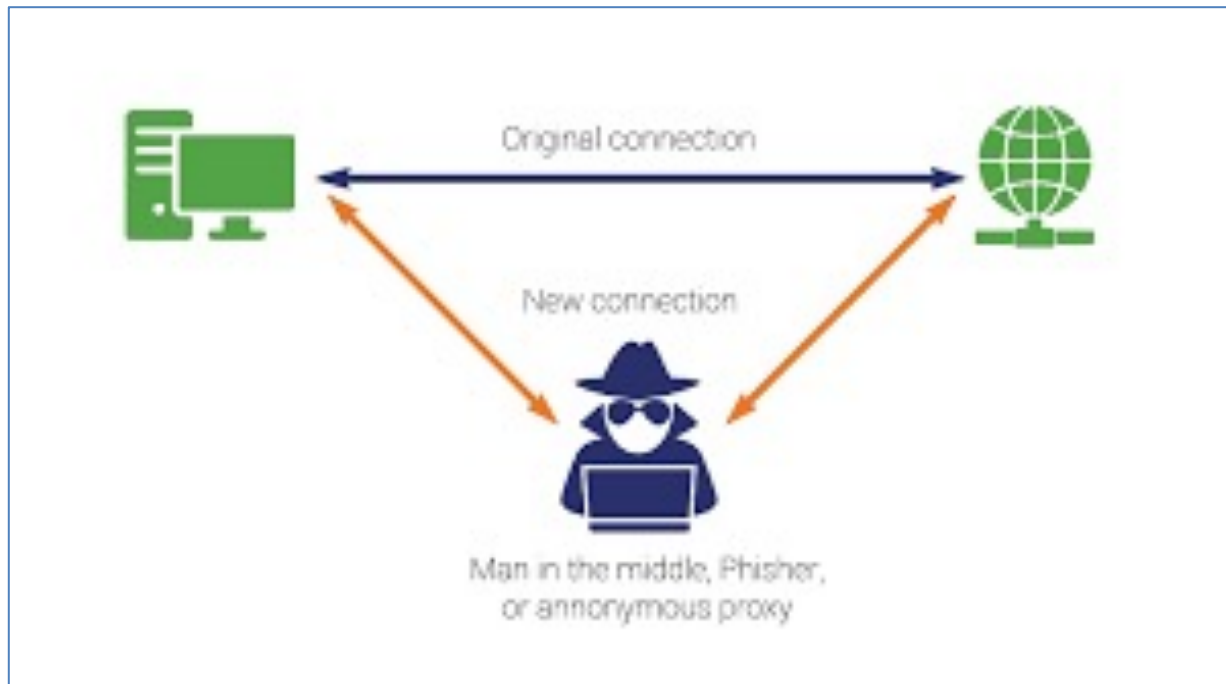 Original connection
New connection
Man in the middle, Phisher,
or annonymous proxy